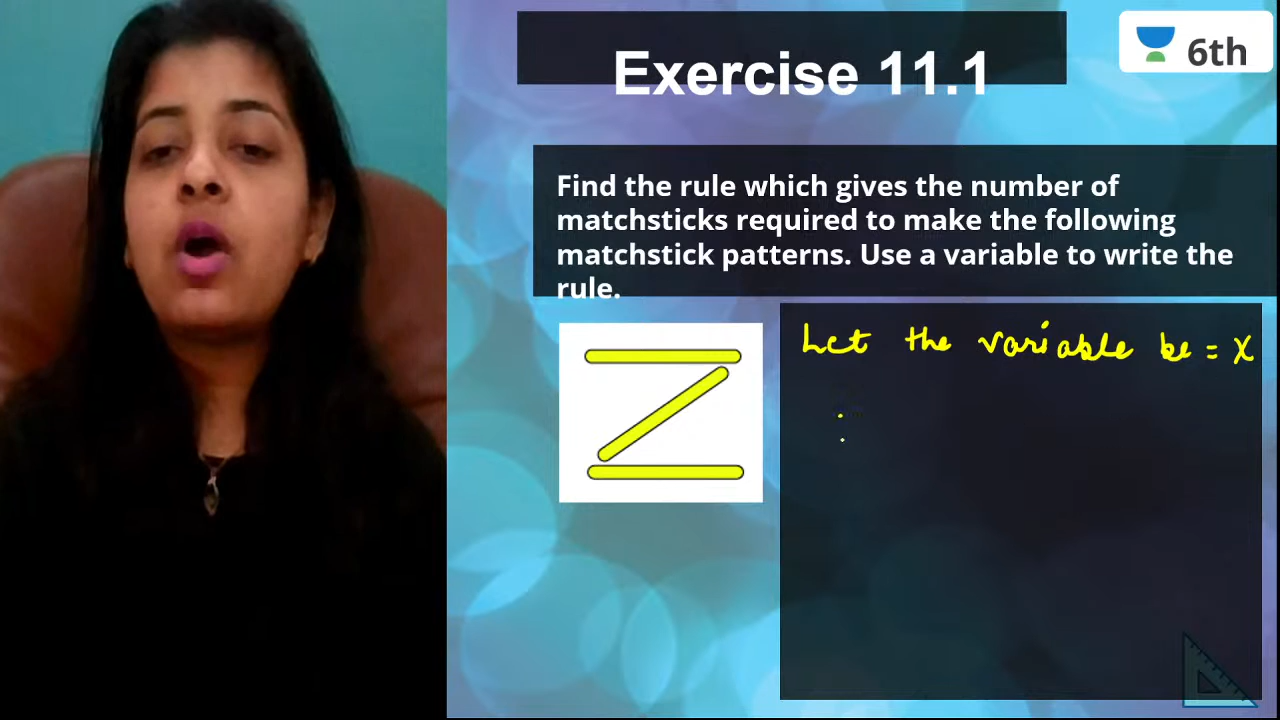 Exercise 11.1
6th
Find the rule which gives the number of
matchsticks required to make the following
matchstick patterns. Use a variable to write the
rule.
Let the variable be = x